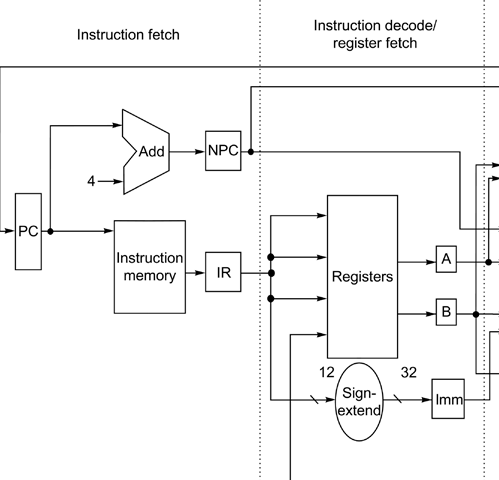 Instruction fetch
Instruction decode/
register fetch
Add
NPC
4
PC
Instruction
memory
IR
Registers
A
B
12
32
Sign-
extend
Imm